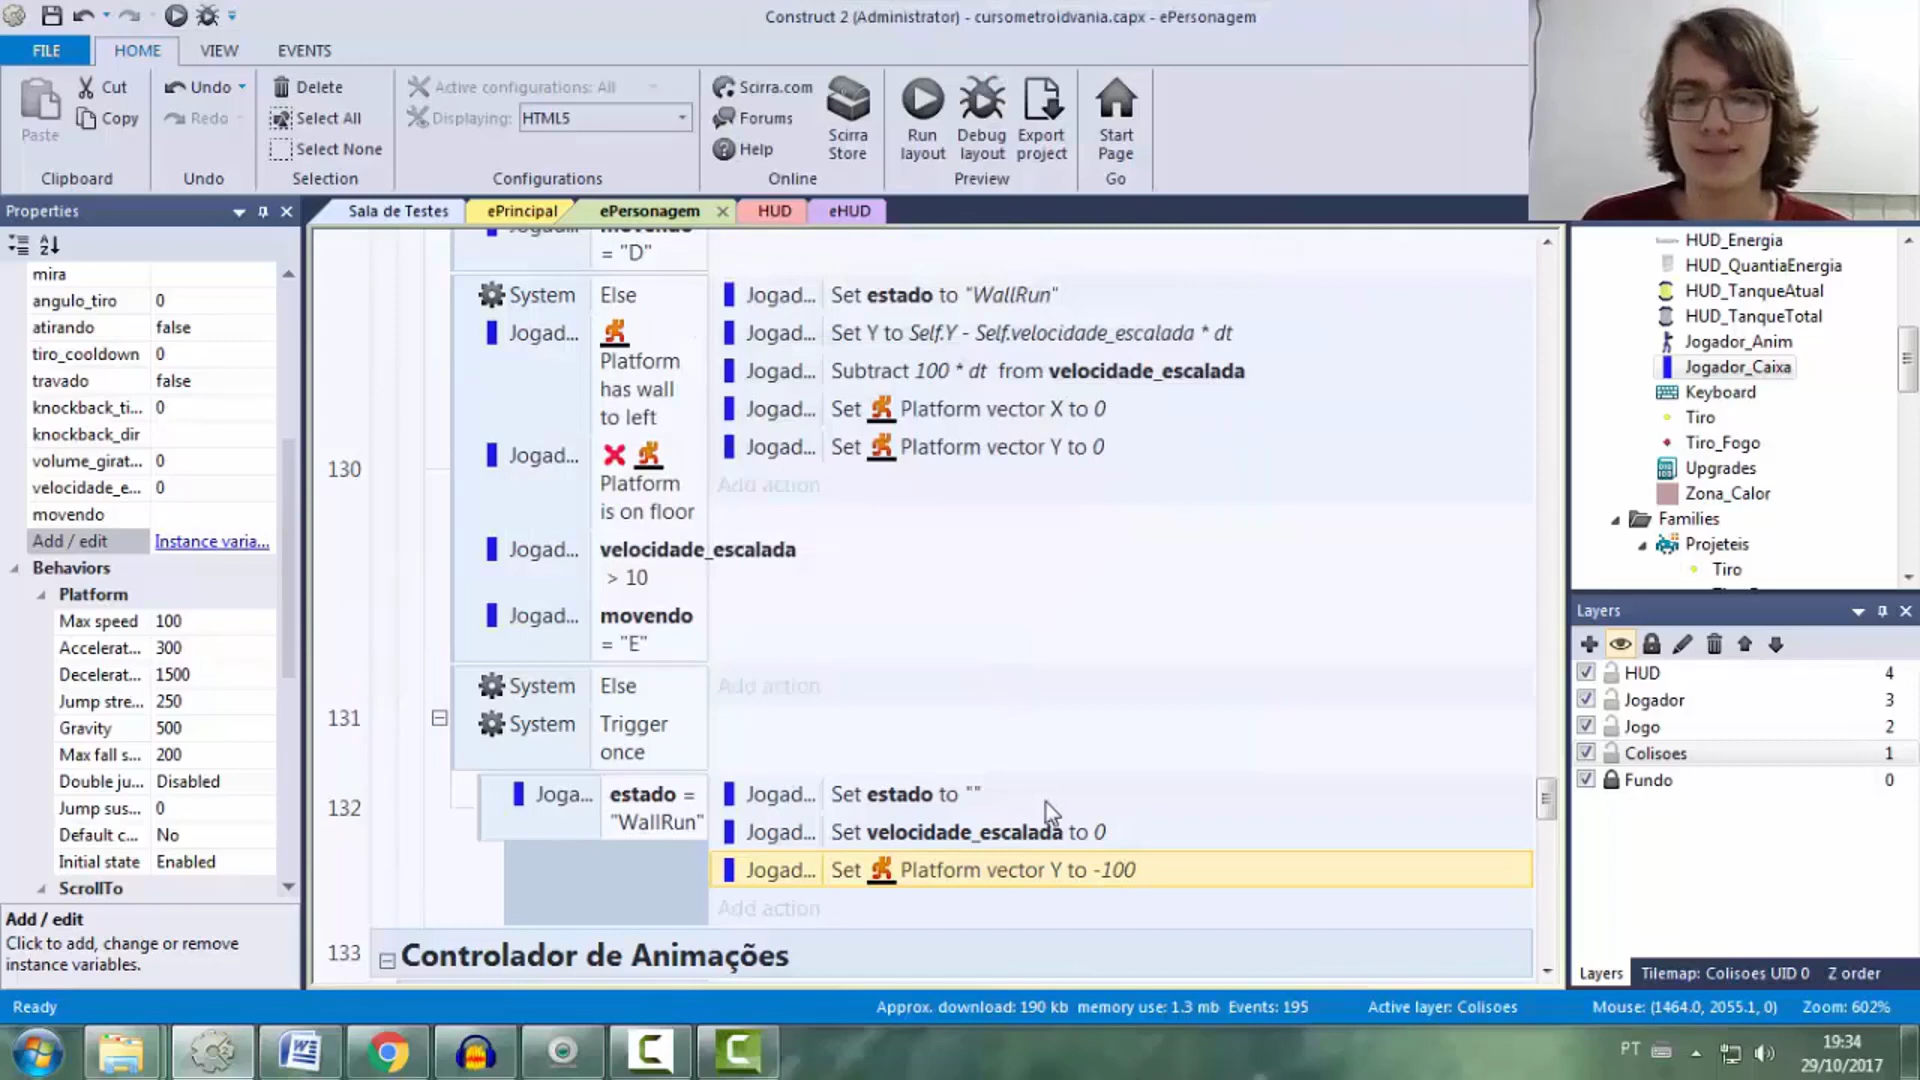 Construct 2 (Administrator) - cursometroidvania.capx - ePersonagem
FILE
HOME
VIEW
EVENTS
Paste
Cut
Copy
Clipboard
Undo
Redo
Undo
Delete
Select All
Select None
Selection
Active configurations: All
Displaying:
HTML5
Configurations
Scirra.com
Forums
Help
Scirra Store
Online
Run layout
Debug layout
Export project
Preview
Start Page
Go
Properties
Sala de Testes
ePrincipal
ePersonagem
HUD
eHUD
mira
angulo_tiro 0
atirando false
tiro_cooldown 0
travado false
knockback_ti... 0
knockback_dir
volume_girat... 0
velocidade_e... 0
movendo
Add / edit Instance varia...
Behaviors
Platform
Max speed 100
Accelerat... 300
Decelerat... 1500
Jump stre... 250
Gravity 500
Max fall s... 200
Double ju... Disabled
Jump sus... 0
Default c... No
Initial state Enabled
ScrollTo
Add / edit
Click to add, change or remove
instance variables.
Jogad... movendo
= "D"
130
System Else
Jogad...
Platform
has wall
to left
Jogad...
Platform
is on floor
Jogad... velocidade_escalada
> 10
Jogad... movendo
= "E"
Jogad... Set estado to "WallRun"
Jogad... Set Y to Self.Y - Self.velocidade_escalada * dt
Jogad... Subtract 100 * dt from velocidade_escalada
Jogad... Set Platform vector X to 0
Jogad... Set Platform vector Y to 0
Add action
131
System Else
System Trigger
once
Add action
132
Joga... estado =
"WallRun"
Jogad... Set estado to ""
Jogad... Set velocidade_escalada to 0
Jogad... Set Platform vector Y to -100
Add action
133 Controlador de Animações
HUD_Energia
HUD_QuantiaEnergia
HUD_TanqueAtual
HUD_TanqueTotal
Jogador_Anim
Jogador_Caixa
Keyboard
Tiro
Tiro_Fogo
Upgrades
Zona_Calor
Families
Projeteis
Tiro
Layers
HUD 4
Jogador 3
Jogo 2
Colisoes 1
Fundo 0
Layers
Tilemap: Colisoes UID 0
Z order
Ready
Approx. download: 190 kb memory use: 1.3 mb Events: 195
Active layer: Colisoes
Mouse: (1464.0, 2055.1, 0)
Zoom: 602%
PT
19:34
29/10/2017